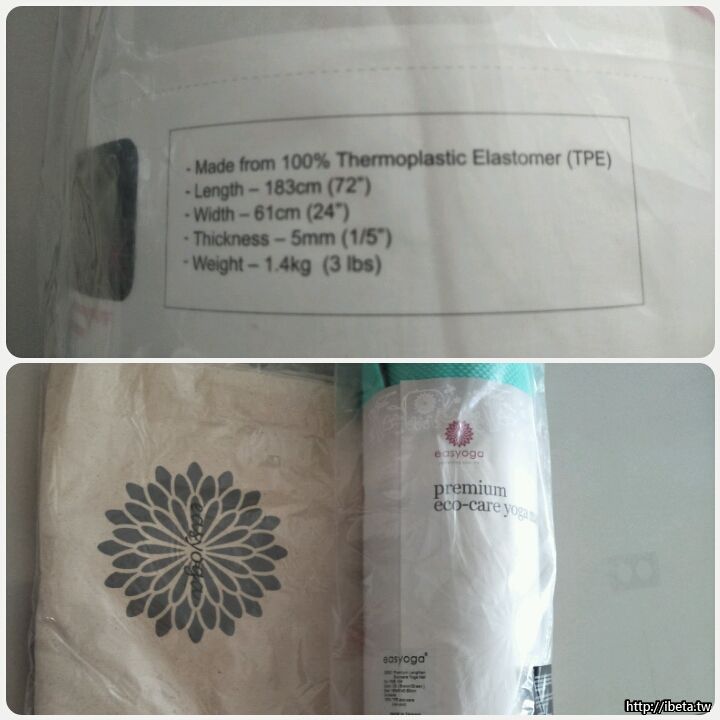 - Made from 100% Thermoplastic Elastomer (TPE)
- Length – 183cm (72")
- Width – 61cm (24")
- Thickness – 5mm (1/5")
- Weight – 1.4kg (3 lbs)
easyoga
easyoga
premium
eco-care yoga
easyoga
http://ibeta.tw